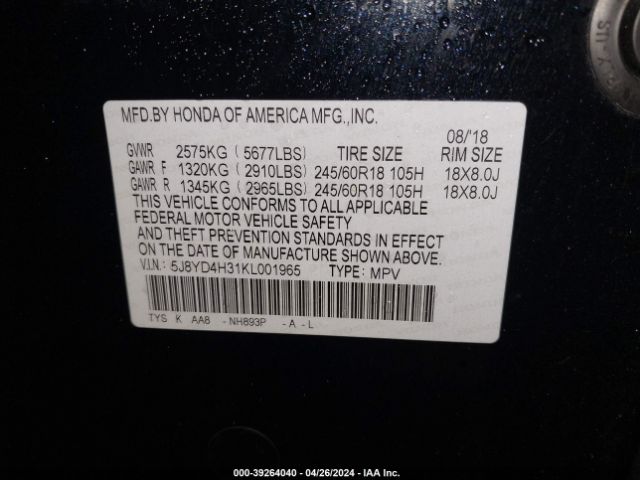 MFD.BY HONDA OF AMERICA MFG.,INC.
08/'18
GVWR 2575KG ( 5677LBS) TIRE SIZE RIM SIZE
GAWR F 1320KG ( 2910LBS) 245/60R18 105H 18X8.0J
GAWR R 1345KG ( 2965LBS) 245/60R18 105H 18X8.0J
THIS VEHICLE CONFORMS TO ALL APPLICABLE
FEDERAL MOTOR VEHICLE SAFETY
AND THEFT PREVENTION STANDARDS IN EFFECT
ON THE DATE OF MANUFACTURE SHOWN ABOVE.
V.I.N.: 5J8YD4H31KL001965 TYPE: MPV
TYS K AA8 - NH893P - A - L
000-39264040 - 04/26/2024 - IAA Inc.